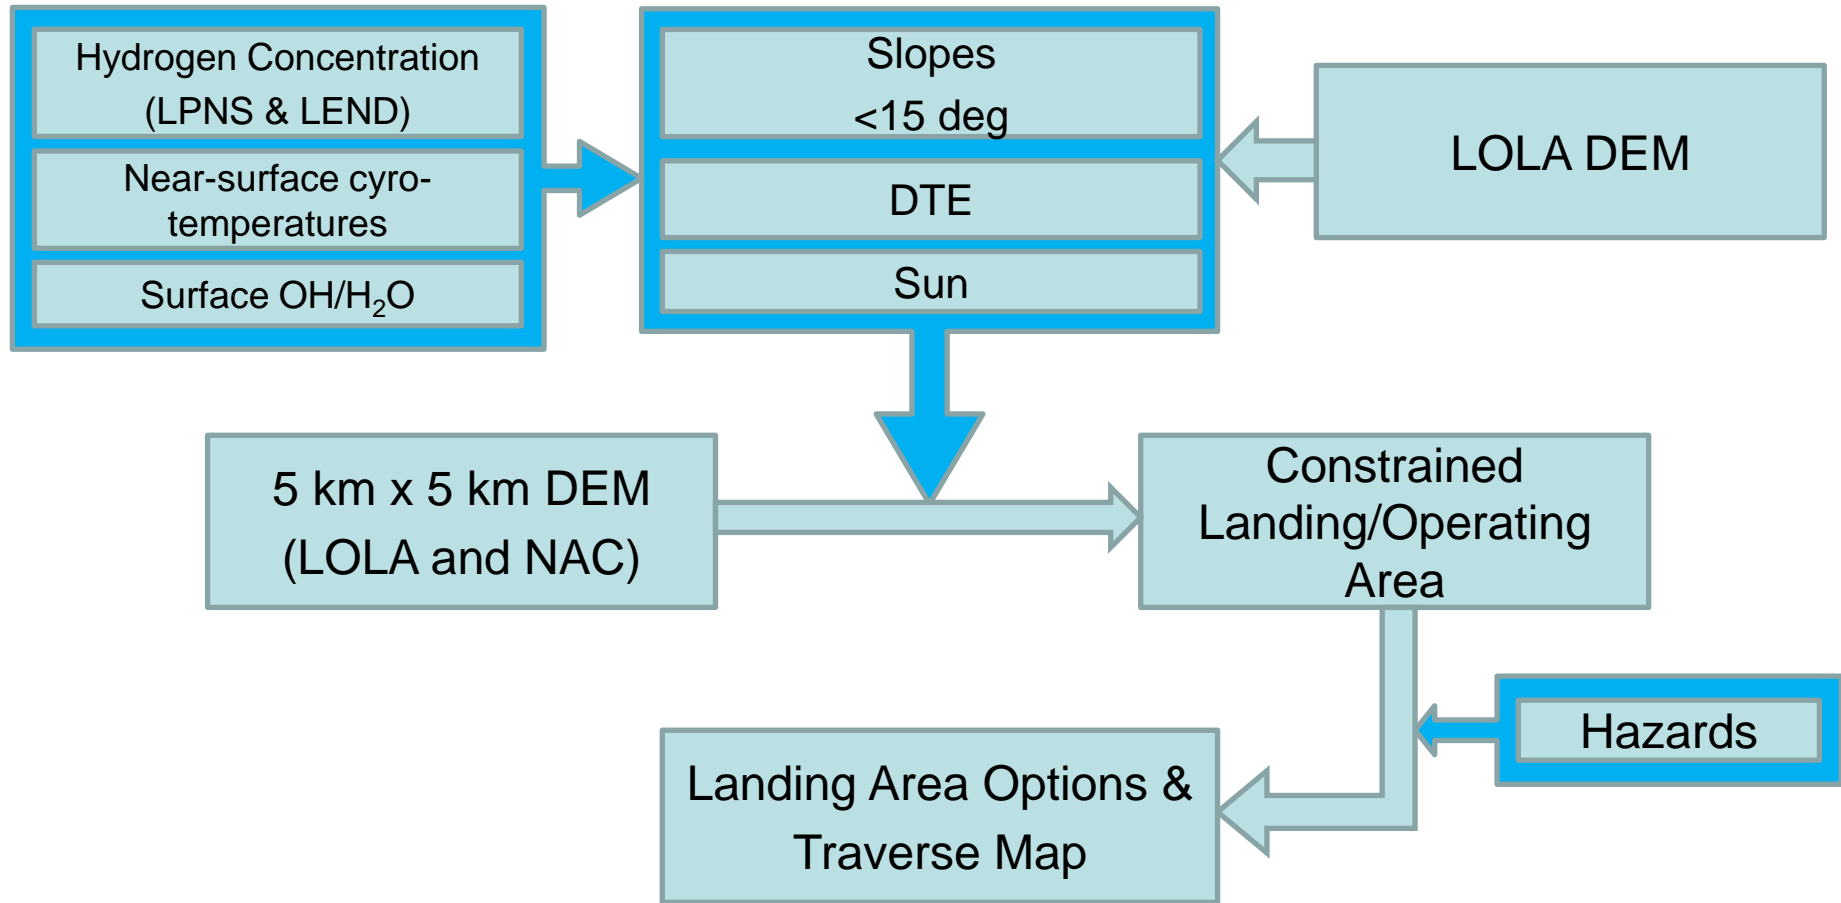 Hydrogen Concentration
(LPNS & LEND)
Near-surface cyro-
temperatures
Surface OH/H₂O
Slopes
<15 deg
DTE
Sun
LOLA DEM
5 km x 5 km DEM
(LOLA and NAC)
Constrained
Landing/Operating
Area
Hazards
Landing Area Options &
Traverse Map